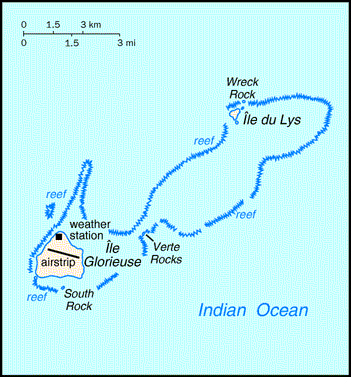 0 1.5 3 km
0 1.5 3 mi
Wreck
Rock
Île du Lys
reef
reef
reef
weather
station
Île
Glorieuse
airstrip
Verte
Rocks
reef
South
Rock
Indian Ocean